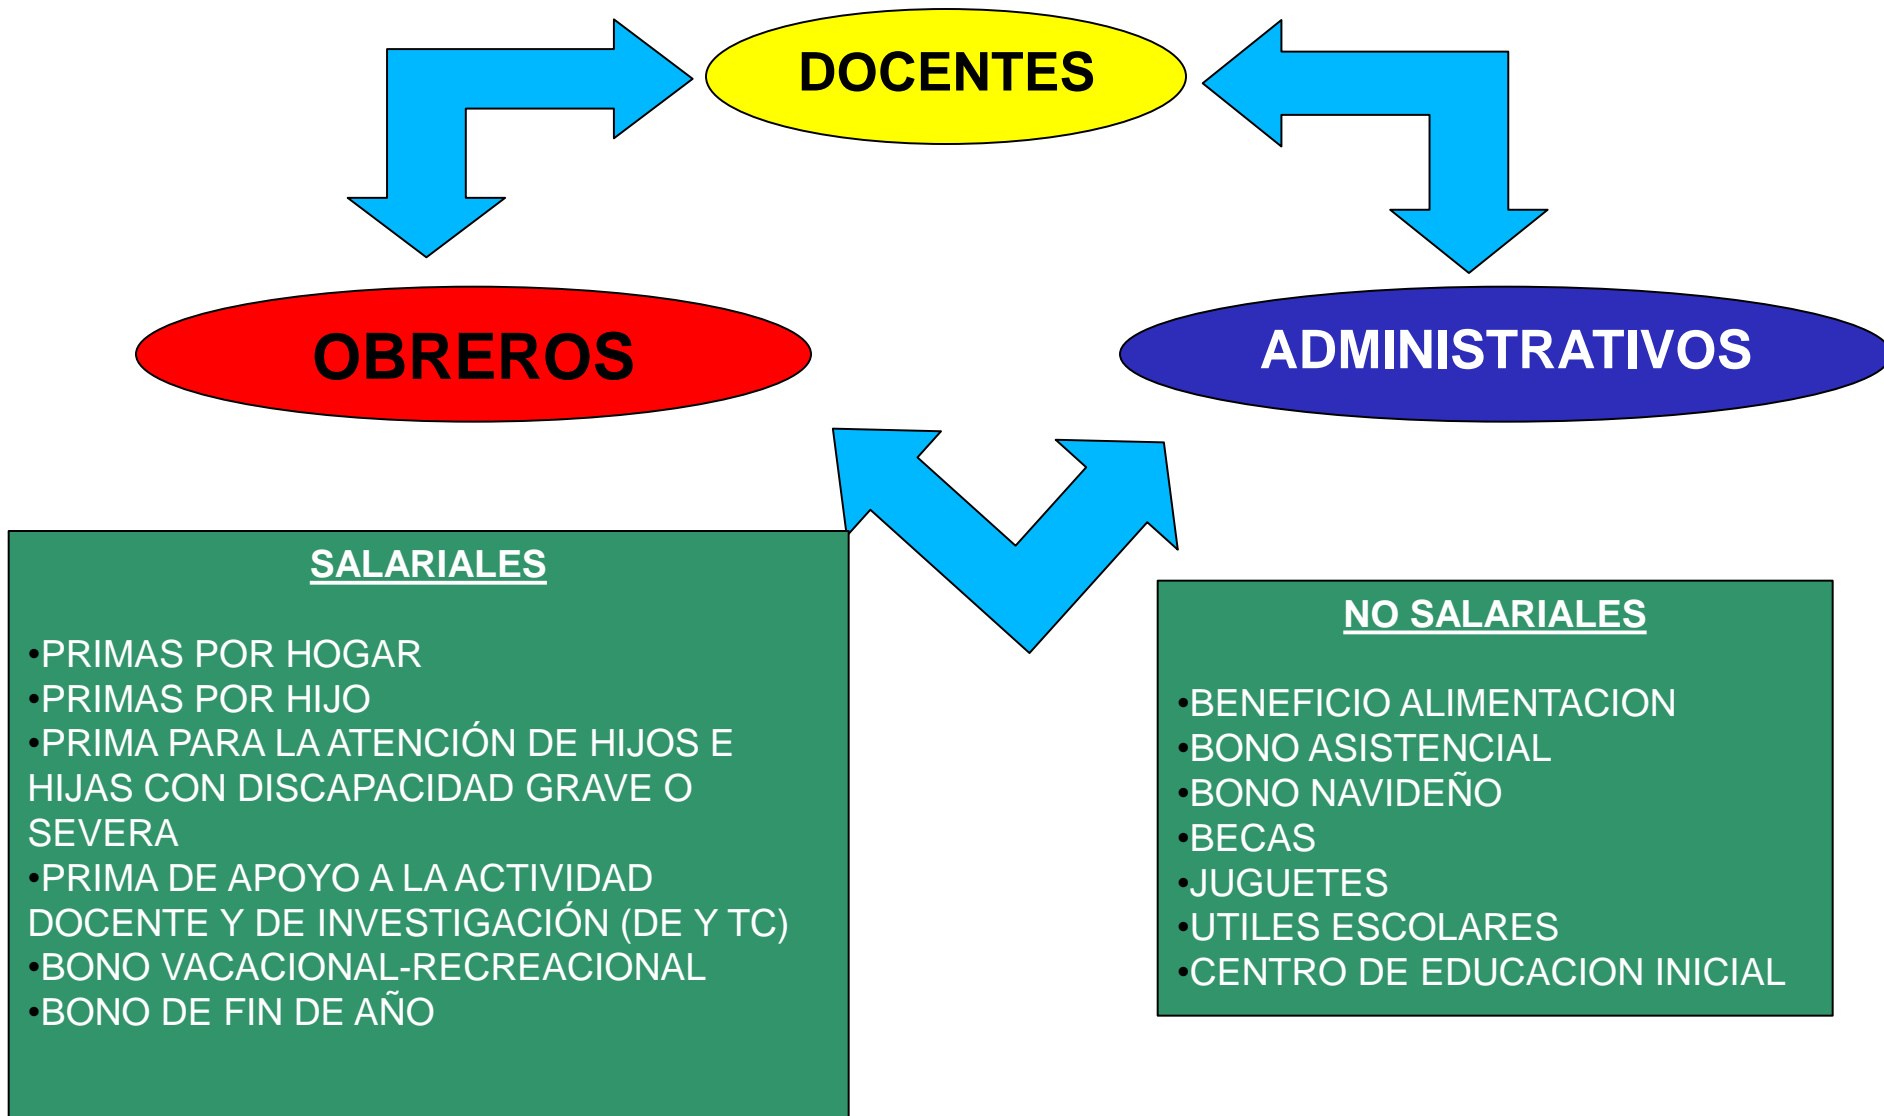 DOCENTES
OBREROS
ADMINISTRATIVOS
SALARIALES
•PRIMAS POR HOGAR
•PRIMAS POR HIJO
•PRIMA PARA LA ATENCIÓN DE HIJOS E
HIJAS CON DISCAPACIDAD GRAVE O
SEVERA
•PRIMA DE APOYO A LA ACTIVIDAD
DOCENTE Y DE INVESTIGACIÓN (DE Y TC)
•BONO VACACIONAL-RECREACIONAL
•BONO DE FIN DE AÑO
NO SALARIALES
•BENEFICIO ALIMENTACION
•BONO ASISTENCIAL
•BONO NAVIDEÑO
•BECAS
•JUGUETES
•UTILES ESCOLARES
•CENTRO DE EDUCACION INICIAL